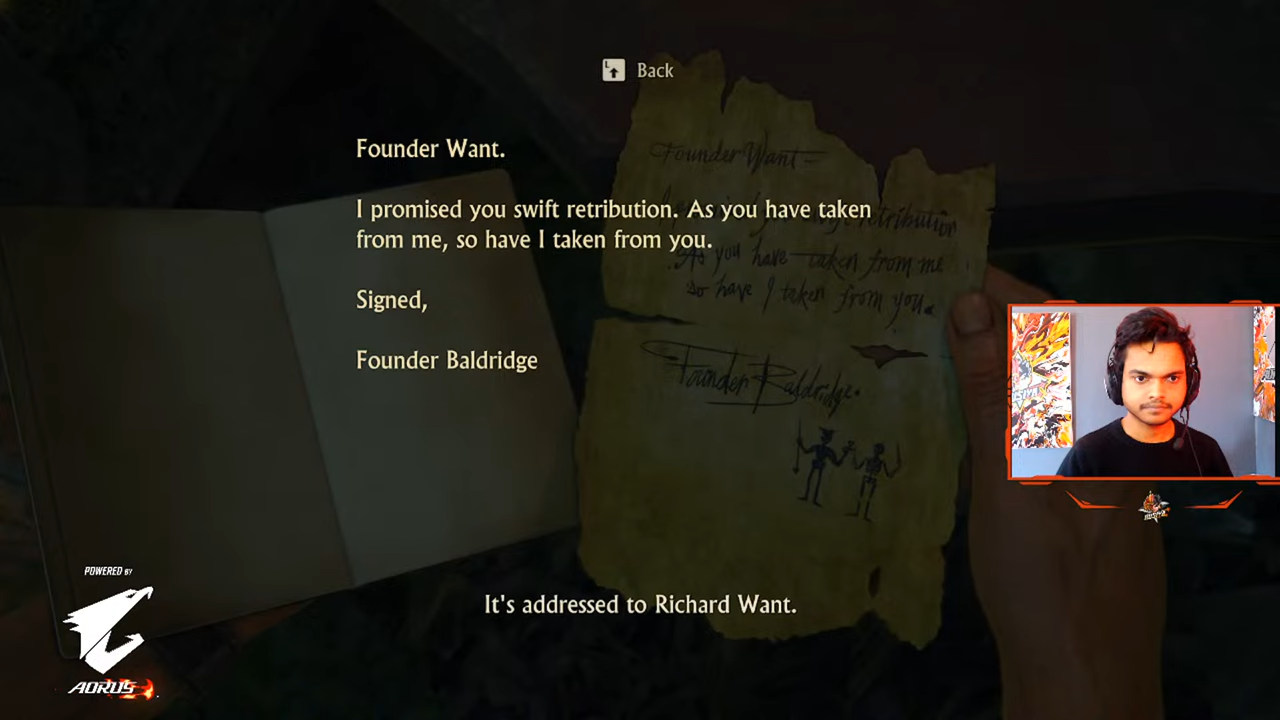 Back
Founder Want.
I promised you swift retribution. As you have taken
from me, so have I taken from you.
Signed,
Founder Baldridge
Founder Want
retribution
As you have taken from me
so have I taken from you.
Founder Baldridge.
It's addressed to Richard Want.
POWERED BY
AORUS